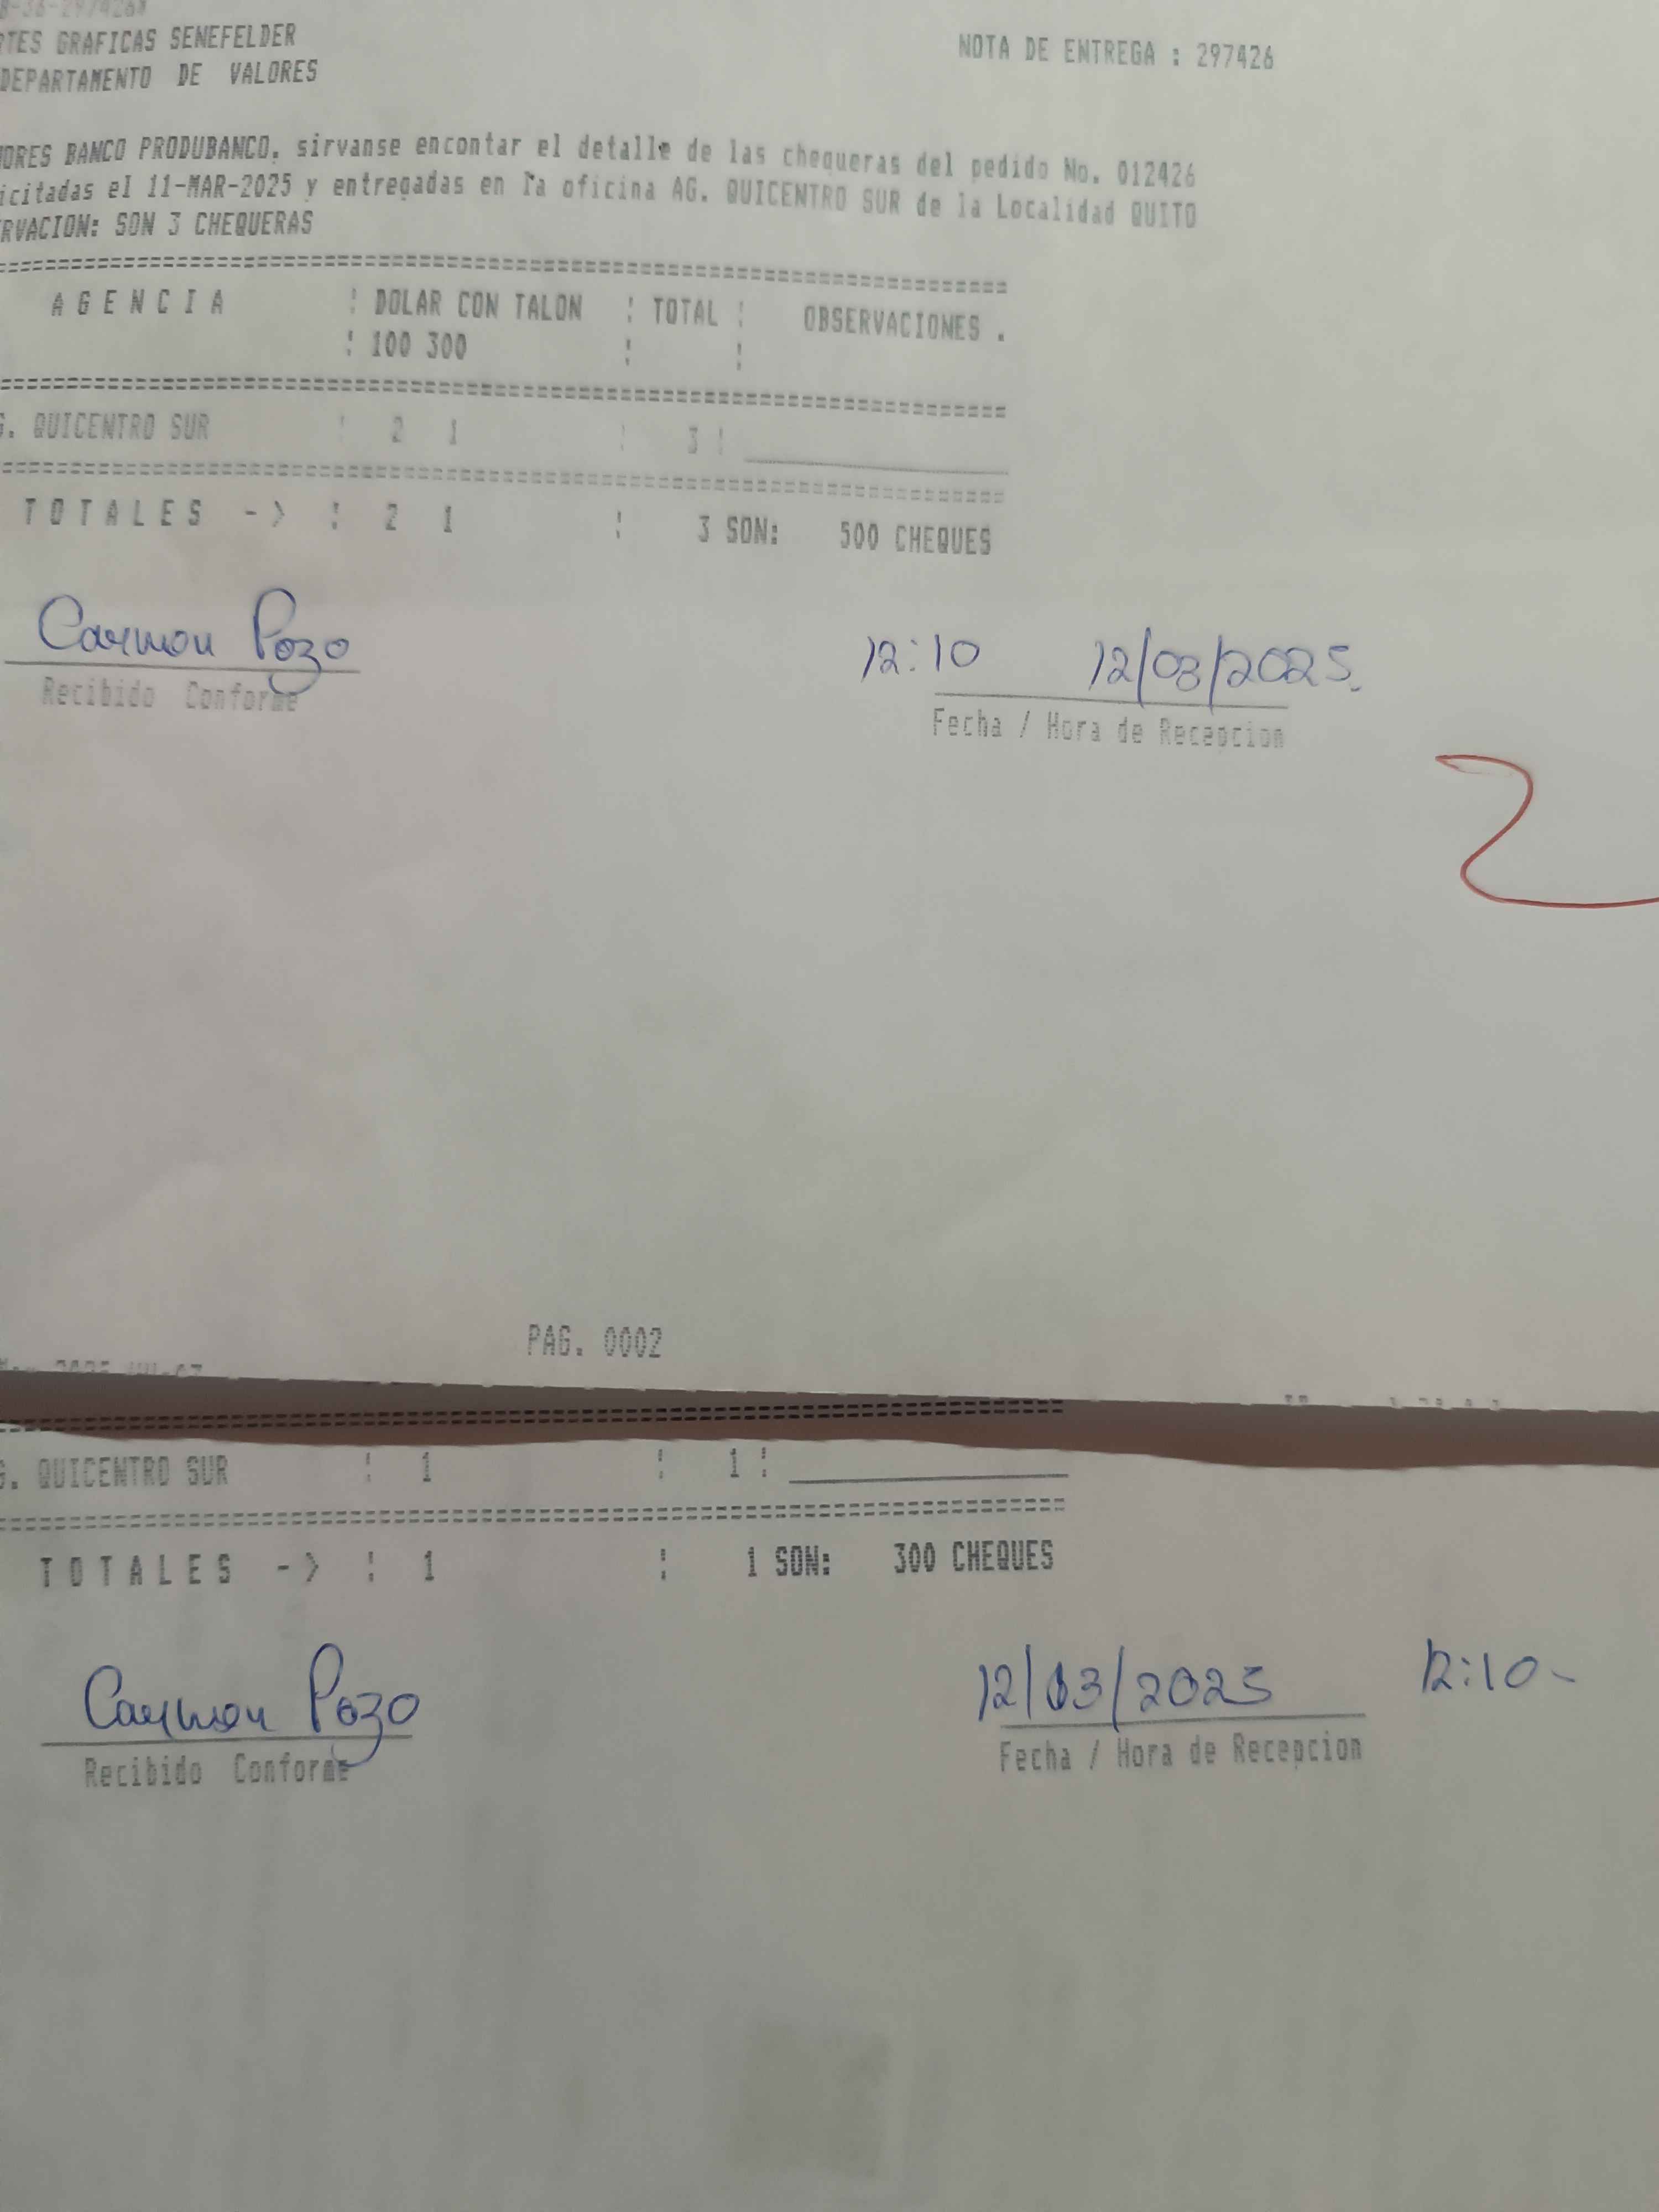 GRAFICAS SENEFELDER
NOTA DE ENTREGA : 297426
DEPARTAMENTO DE VALORES
BANCO PRODUBANCO, sirvanse encontar el detalle de las chequeras del pedido No. 012426
el 11-MAR-2025 y entregadas en la oficina AG. QUICENTRO SUR de la Localidad QUITO
SON 3 CHEQUERAS
A G E N C I A : DOLAR CON TALON : TOTAL : OBSERVACIONES .
: 100 300 : :
QUICENTRO SUR : 2 1 : 3 :
T O T A L E S -> : 2 1 : 3 SON: 500 CHEQUES
Carmen Pozo
12:10 12/03/2025.
Recibido Conforme
Fecha / Hora de Recepcion
PAG. 0002
QUICENTRO SUR : 1 : 1 :
T O T A L E S -> : 1 : 1 SON: 300 CHEQUES
Carmen Pozo
12/03/2025 12:10-
Recibido Conforme
Fecha / Hora de Recepcion